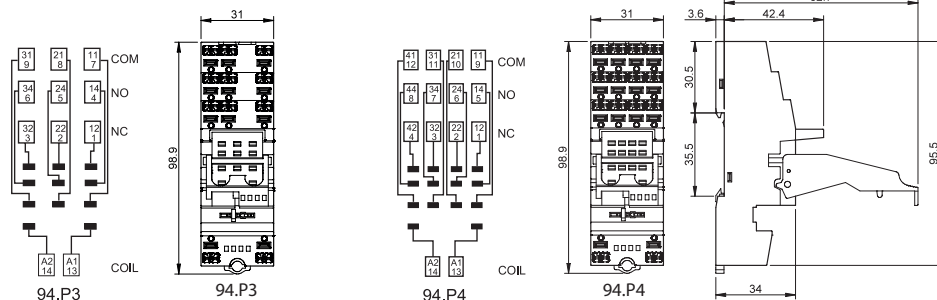 31
31
3.6
42.4
31 9
21 8
11 7
COM
34 6
24 5
14 4
NO
32 3
22 2
12 1
NC
A2 14
A1 13
COIL
94.P3
98.9
94.P3
41 12
31 11
21 10
11 9
COM
44 8
34 7
24 6
14 5
NO
42 4
32 3
22 2
12 1
NC
A2 14
A1 13
COIL
94.P4
98.9
94.P4
30.5
35.5
95.5
34